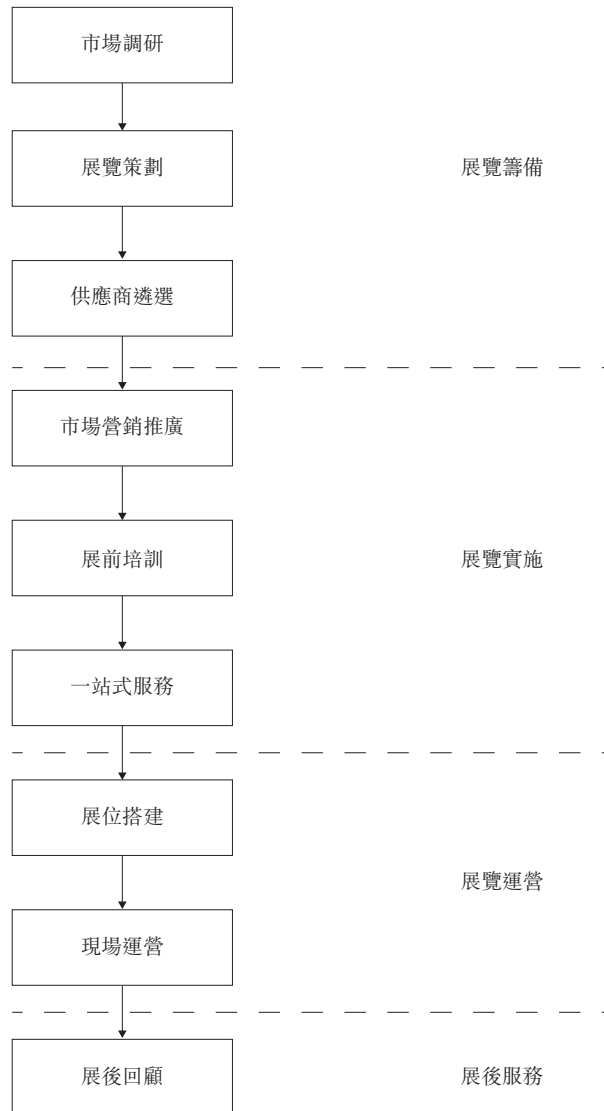 市場調研
展覽策劃
展覽籌備
供應商遴選
市場營銷推廣
展前培訓
展覽實施
一站式服務
展位搭建
展覽運營
現場運營
展後回顧
展後服務